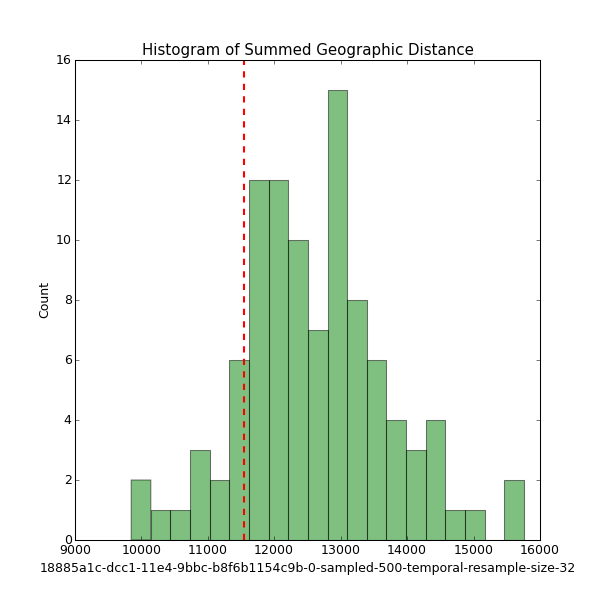 Histogram of Summed Geographic Distance
16
14
12
10
8
6
4
2
0
Count
9000 10000 11000 12000 13000 14000 15000 16000
18885a1c-dcc1-11e4-9bbc-b8f6b1154c9b-0-sampled-500-temporal-resample-size-32